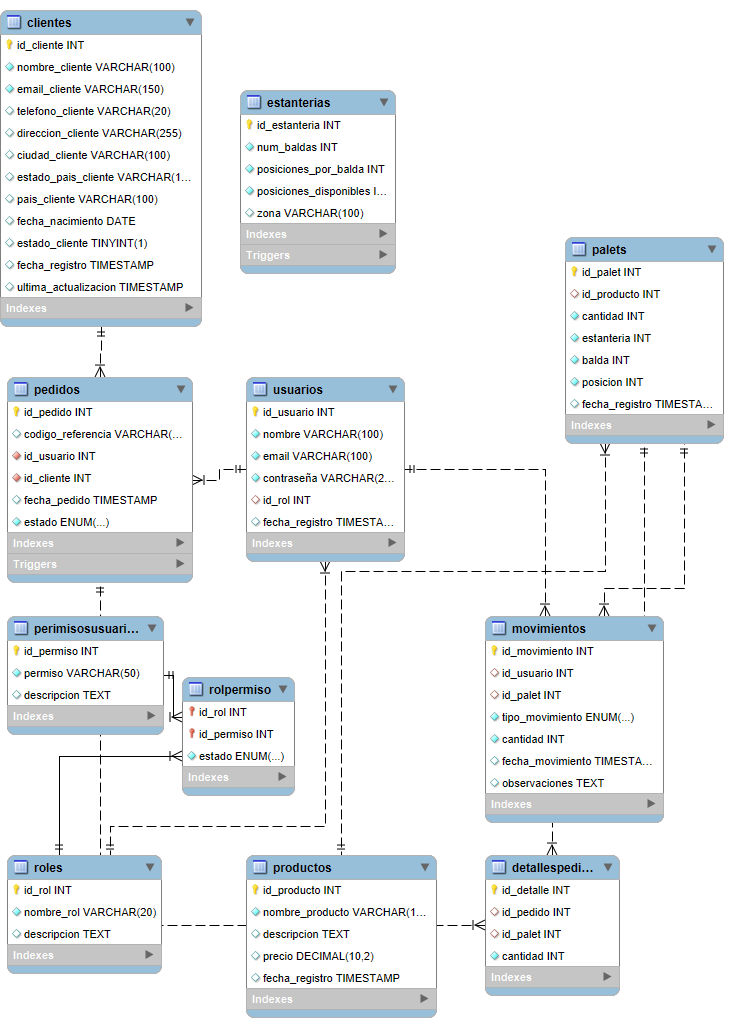 clientes
id_cliente INT
nombre_cliente VARCHAR(100)
email_cliente VARCHAR(150)
telefono_cliente VARCHAR(20)
direccion_cliente VARCHAR(255)
ciudad_cliente VARCHAR(100)
estado_pais_cliente VARCHAR(1...
pais_cliente VARCHAR(100)
fecha_nacimiento DATE
estado_cliente TINYINT(1)
fecha_registro TIMESTAMP
ultima_actualizacion TIMESTAMP
Indexes
estanterias
id_estanteria INT
num_baldas INT
posiciones_por_balda INT
posiciones_disponibles I...
zona VARCHAR(100)
Indexes
Triggers
palets
id_palet INT
id_producto INT
cantidad INT
estanteria INT
balda INT
posicion INT
fecha_registro TIMESTA...
Indexes
pedidos
id_pedido INT
codigo_referencia VARCHAR(...
id_usuario INT
id_cliente INT
fecha_pedido TIMESTAMP
estado ENUM(...)
Indexes
Triggers
usuarios
id_usuario INT
nombre VARCHAR(100)
email VARCHAR(100)
contraseña VARCHAR(2...
id_rol INT
fecha_registro TIMESTA...
Indexes
perimisosusuari...
id_permiso INT
permiso VARCHAR(50)
descripcion TEXT
Indexes
rolpermiso
id_rol INT
id_permiso INT
estado ENUM(...)
Indexes
movimientos
id_movimiento INT
id_usuario INT
id_palet INT
tipo_movimiento ENUM(...)
cantidad INT
fecha_movimiento TIMESTA...
observaciones TEXT
Indexes
roles
id_rol INT
nombre_rol VARCHAR(20)
descripcion TEXT
Indexes
productos
id_producto INT
nombre_producto VARCHAR(1...
descripcion TEXT
precio DECIMAL(10,2)
fecha_registro TIMESTAMP
Indexes
detallespedi...
id_detalle INT
id_pedido INT
id_palet INT
cantidad INT
Indexes